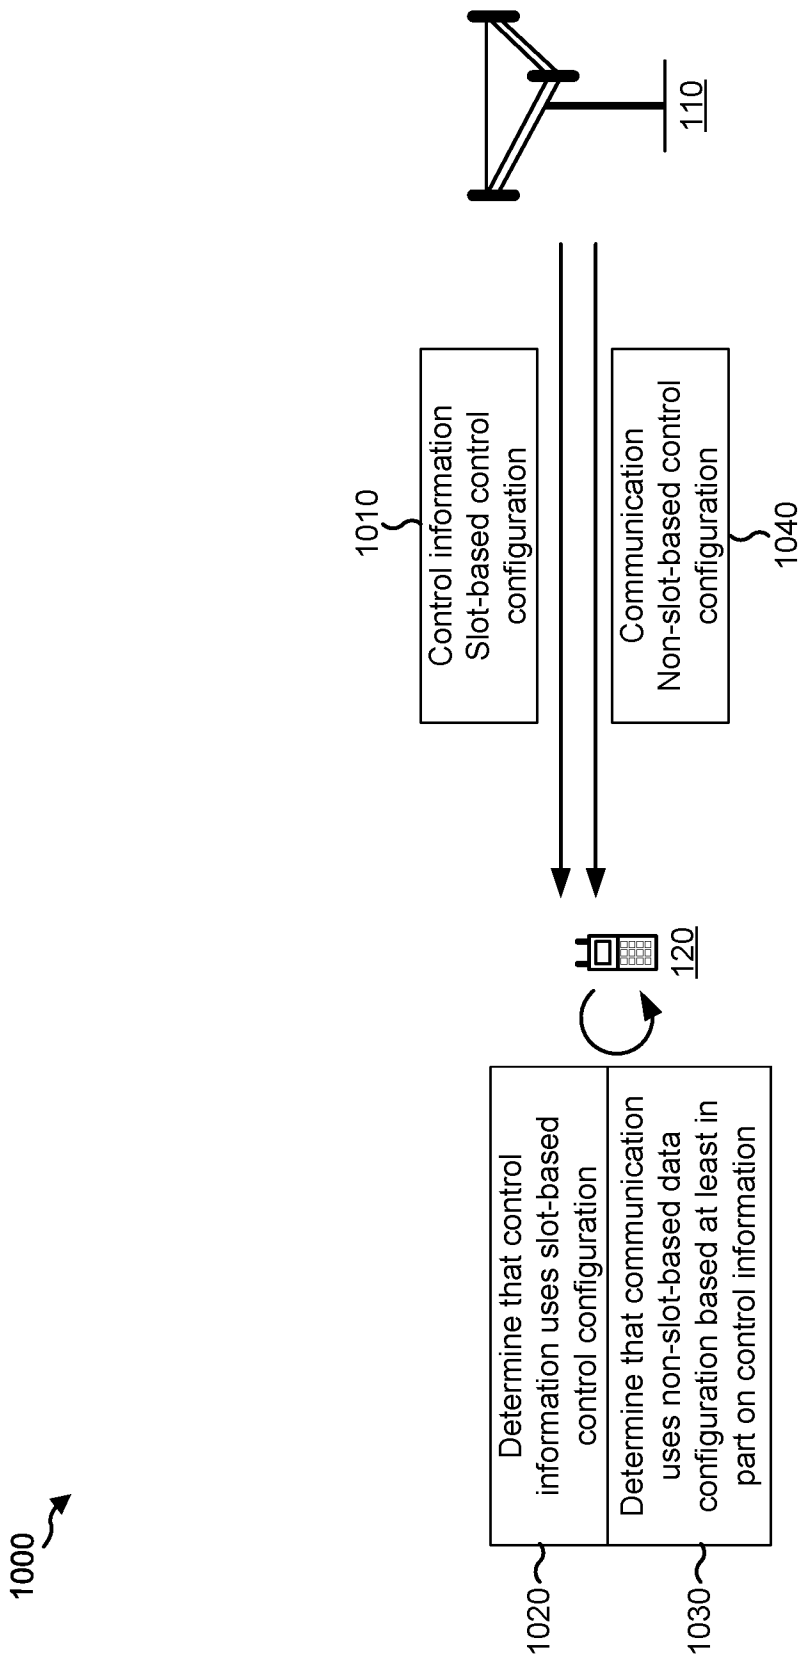 1000
1020
Determine that control
information uses slot-based
control configuration
1030
Determine that communication
uses non-slot-based data
configuration based at least in
part on control information
120
1010
Control information
Slot-based control
configuration
1040
Communication
Non-slot-based control
configuration
110